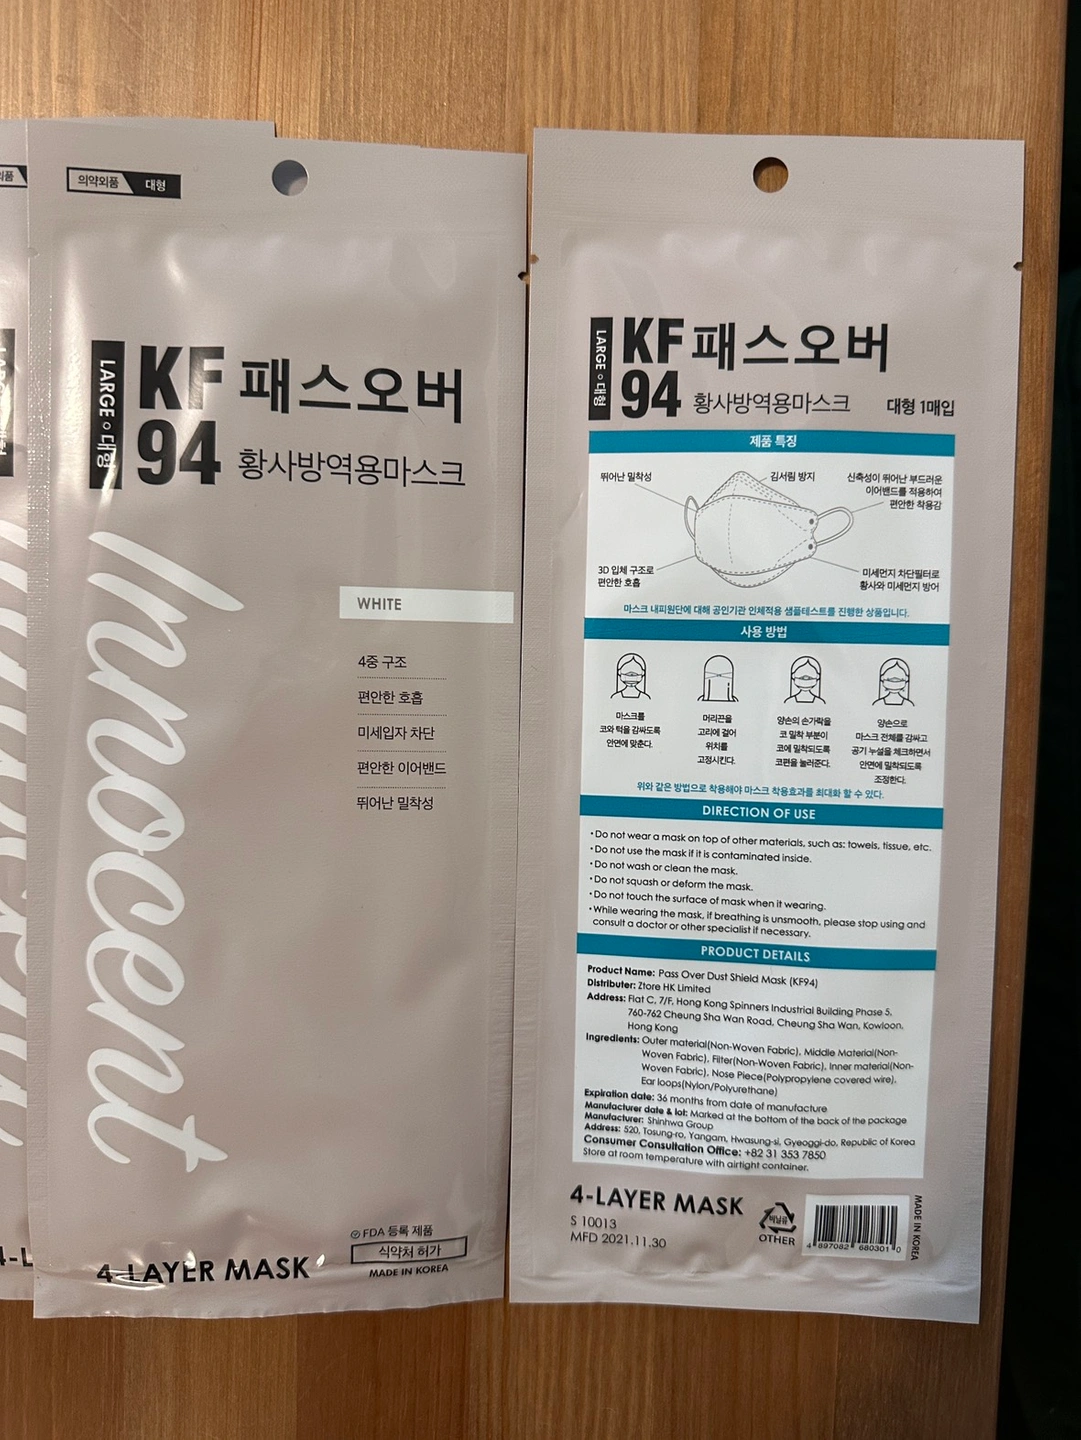 의약외품 대형
LARGE 대형
KF
94
패스오버
황사방역용마스크
Innocent
WHITE
4중 구조
편안한 호흡
미세입자 차단
편안한 이어밴드
뛰어난 밀착성
FDA 등록 제품
식약처 허가
MADE IN KOREA
4-LAYER MASK
LARGE 대형
KF
94
패스오버
황사방역용마스크 대형 1매입
제품 특징
뛰어난 밀착성
김서림 방지
신축성이 뛰어난 부드러운
이어밴드를 적용하여
편안한 착용감
3D 입체 구조로
편안한 호흡
미세먼지 차단필터로
황사와 미세먼지 방어
마스크 내피원단에 대해 공인기관 인체적용 샘플테스트를 진행한 상품입니다.
사용 방법
마스크를
코와 턱을 감싸도록
안면에 맞춘다.
머리끈을
고리에 걸어
위치를
고정시킨다.
양손의 손가락을
코 밀착 부분이
코에 밀착되도록
코편을 눌러준다.
양손으로
마스크 전체를 감싸고
공기 누설을 체크하면서
안면에 밀착되도록
조정한다.
위와 같은 방법으로 착용해야 마스크 착용효과를 최대화 할 수 있다.
DIRECTION OF USE
•Do not wear a mask on top of other materials, such as: towels, tissue, etc.
•Do not use the mask if it is contaminated inside.
•Do not wash or clean the mask.
•Do not squash or deform the mask.
•Do not touch the surface of mask when it wearing.
•While wearing the mask, if breathing is unsmooth, please stop using and
consult a doctor or other specialist if necessary.
PRODUCT DETAILS
Product Name: Pass Over Dust Shield Mask (KF94)
Distributer: Ztore HK Limited
Address: Flat C, 7/F, Hong Kong Spinners Industrial Building Phase 5,
760-762 Cheung Sha Wan Road, Cheung Sha Wan, Kowloon,
Hong Kong
Ingredients: Outer material(Non-Woven Fabric), Middle Material(Non-
Woven Fabric), Filter(Non-Woven Fabric), Inner material(Non-
Woven Fabric), Nose Piece(Polypropylene covered wire),
Ear loops(Nylon/Polyurethane)
Expiration date: 36 months from date of manufacture
Manufacturer date & lot: Marked at the bottom of the back of the package
Manufacturer: Shinhwa Group
Address: 520, Tosung-ro, Yangam, Hwasung-si, Gyeoggi-do, Republic of Korea
Consumer Consultation Office: +82 31 353 7850
Store at room temperature with airtight container.
4-LAYER MASK
S 10013
MFD 2021.11.30
비닐류
OTHER
4 897082 680301 0
MADE IN KOREA